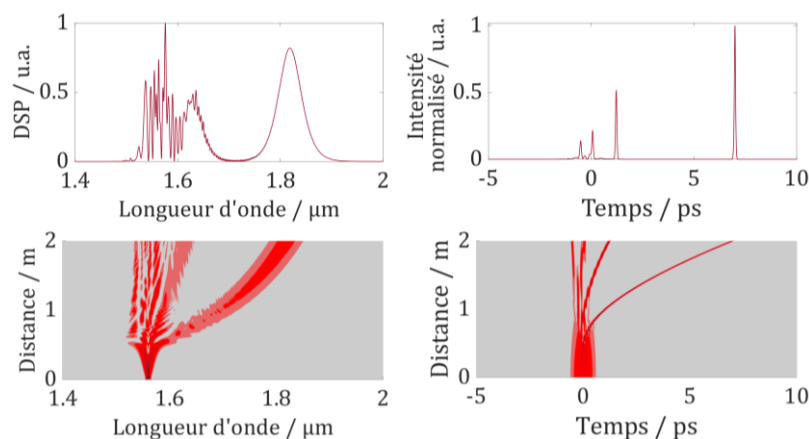 DSP / u.a.
1
0.5
0
1.4 1.6 1.8 2
Longueur d'onde / µm
Intensité
normalisé / u.a.
1
0.5
0
-5 0 5 10
Temps / ps
Distance / m
2
1
0
1.4 1.6 1.8 2
Longueur d'onde / µm
Distance / m
2
1
0
-5 0 5 10
Temps / ps